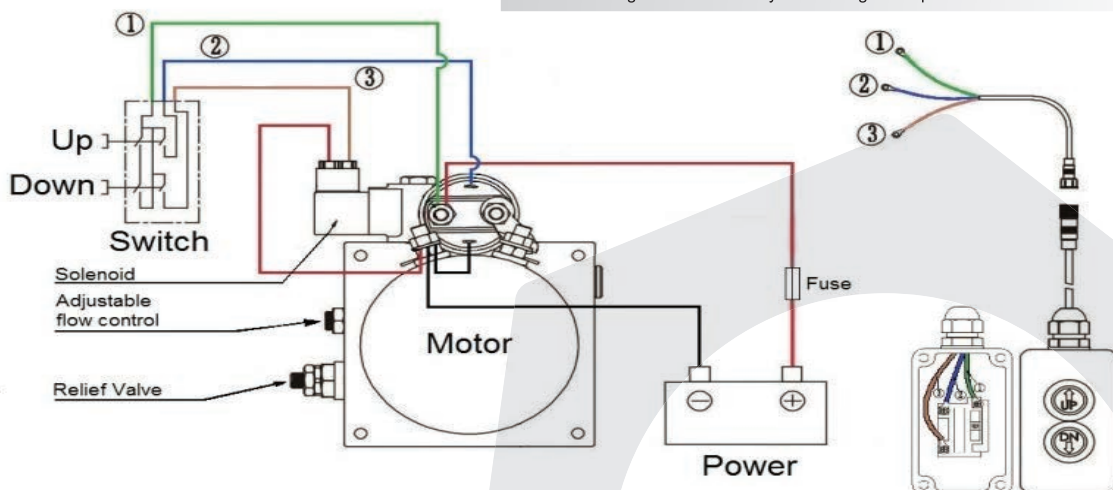 ①
②
③
Up
Down
Switch
Solenoid
Adjustable
flow control
Relief Valve
Motor
Fuse
Power
①
②
③
UP
DN